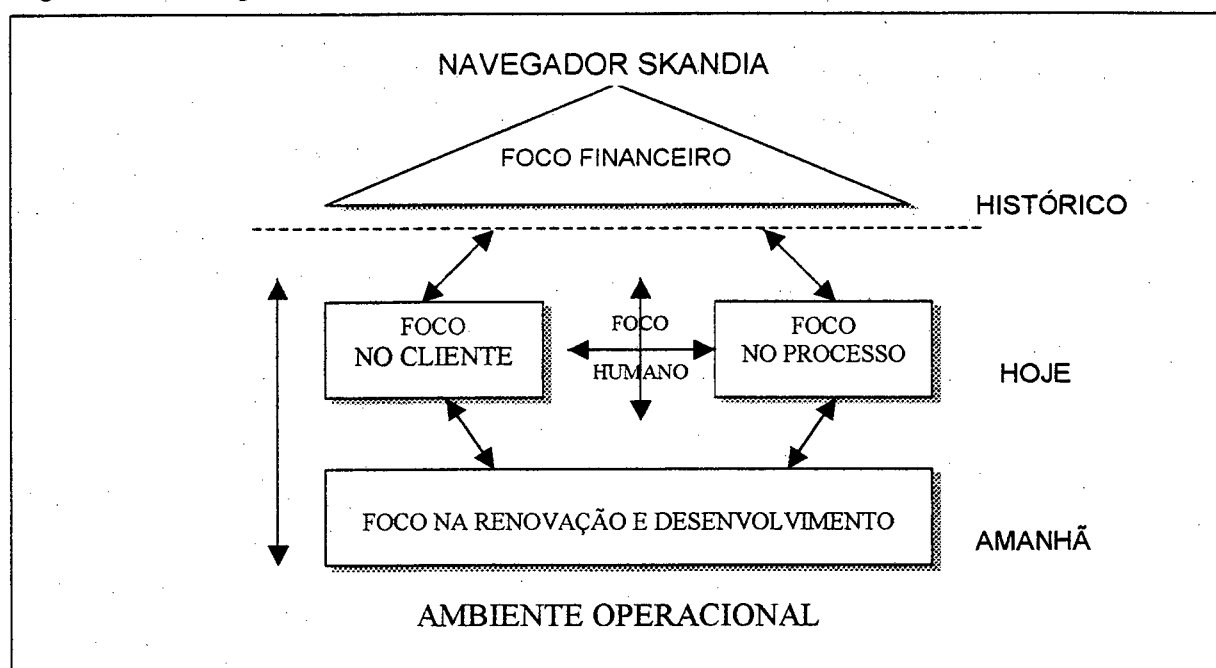 NAVEGADOR SKANDIA
FOCO FINANCEIRO
HISTÓRICO
FOCO
NO CLIENTE
FOCO
HUMANO
FOCO
NO PROCESSO
HOJE
FOCO NA RENOVAÇÃO E DESENVOLVIMENTO
AMANHÃ
AMBIENTE OPERACIONAL